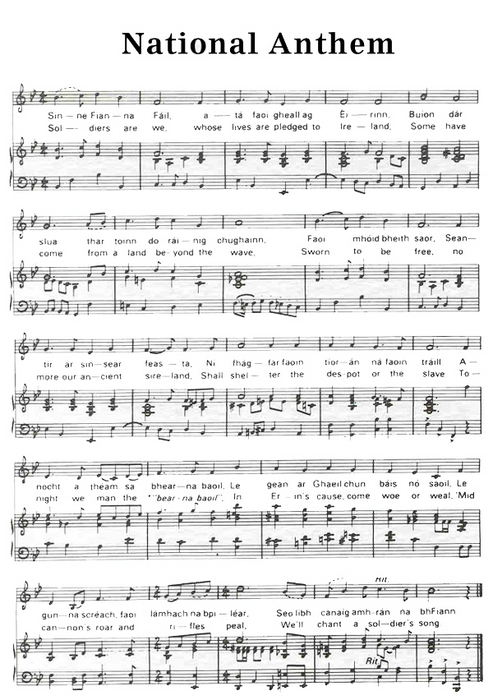 National Anthem
Sin — ne Fian — na Fáil, a — tá faoi gheall ag Éi — rinn, Buíon dár
Sol — diers are we, whose lives are pledged to Ire — land, Some have
slua thar toinn do rái — nig chughainn, Faoi mhóid bheith saor, Sean —
come from a land be-yond the wave. Sworn to be free, no
tír ár sin — sear feas — ta, Ní fhág — far faoin tíor — án ná faoin tráill A —
more our an — cient sire-land, Shall shel — ter the des — pot or the slave To —
nocht a théam sa bhear — na baoil, Le gean ar Ghaeil chun báis nó saoil, Le
night we man the "bear — na baoil", In Er — in's cause, come woe or weal, 'Mid
gun — na scréach, faoi lámhach na bpi — léar, Seo libh canaig amh-rán na bhFiann
Rit.
can — non's roar and ri — fles peal, We'll chant a sol — dier's song
Rit.